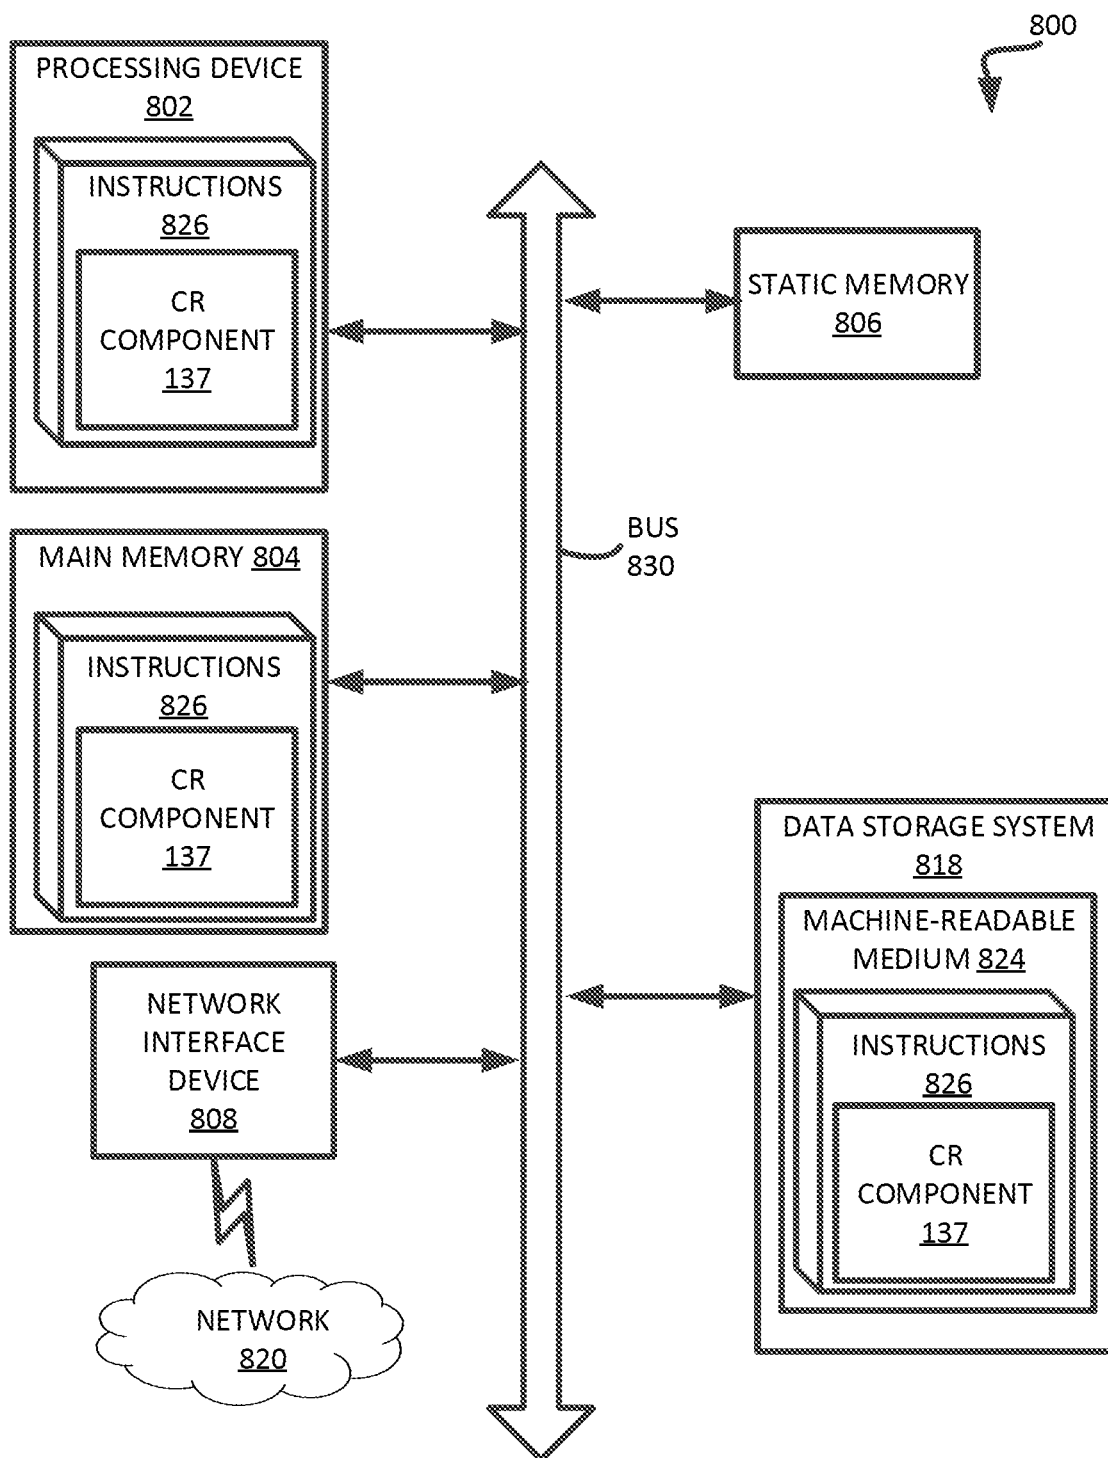 800
PROCESSING DEVICE
802
INSTRUCTIONS
826
CR
COMPONENT
137
STATIC MEMORY
806
BUS
830
MAIN MEMORY 804
INSTRUCTIONS
826
CR
COMPONENT
137
DATA STORAGE SYSTEM
818
MACHINE-READABLE
MEDIUM 824
INSTRUCTIONS
826
CR
COMPONENT
137
NETWORK
INTERFACE
DEVICE
808
NETWORK
820